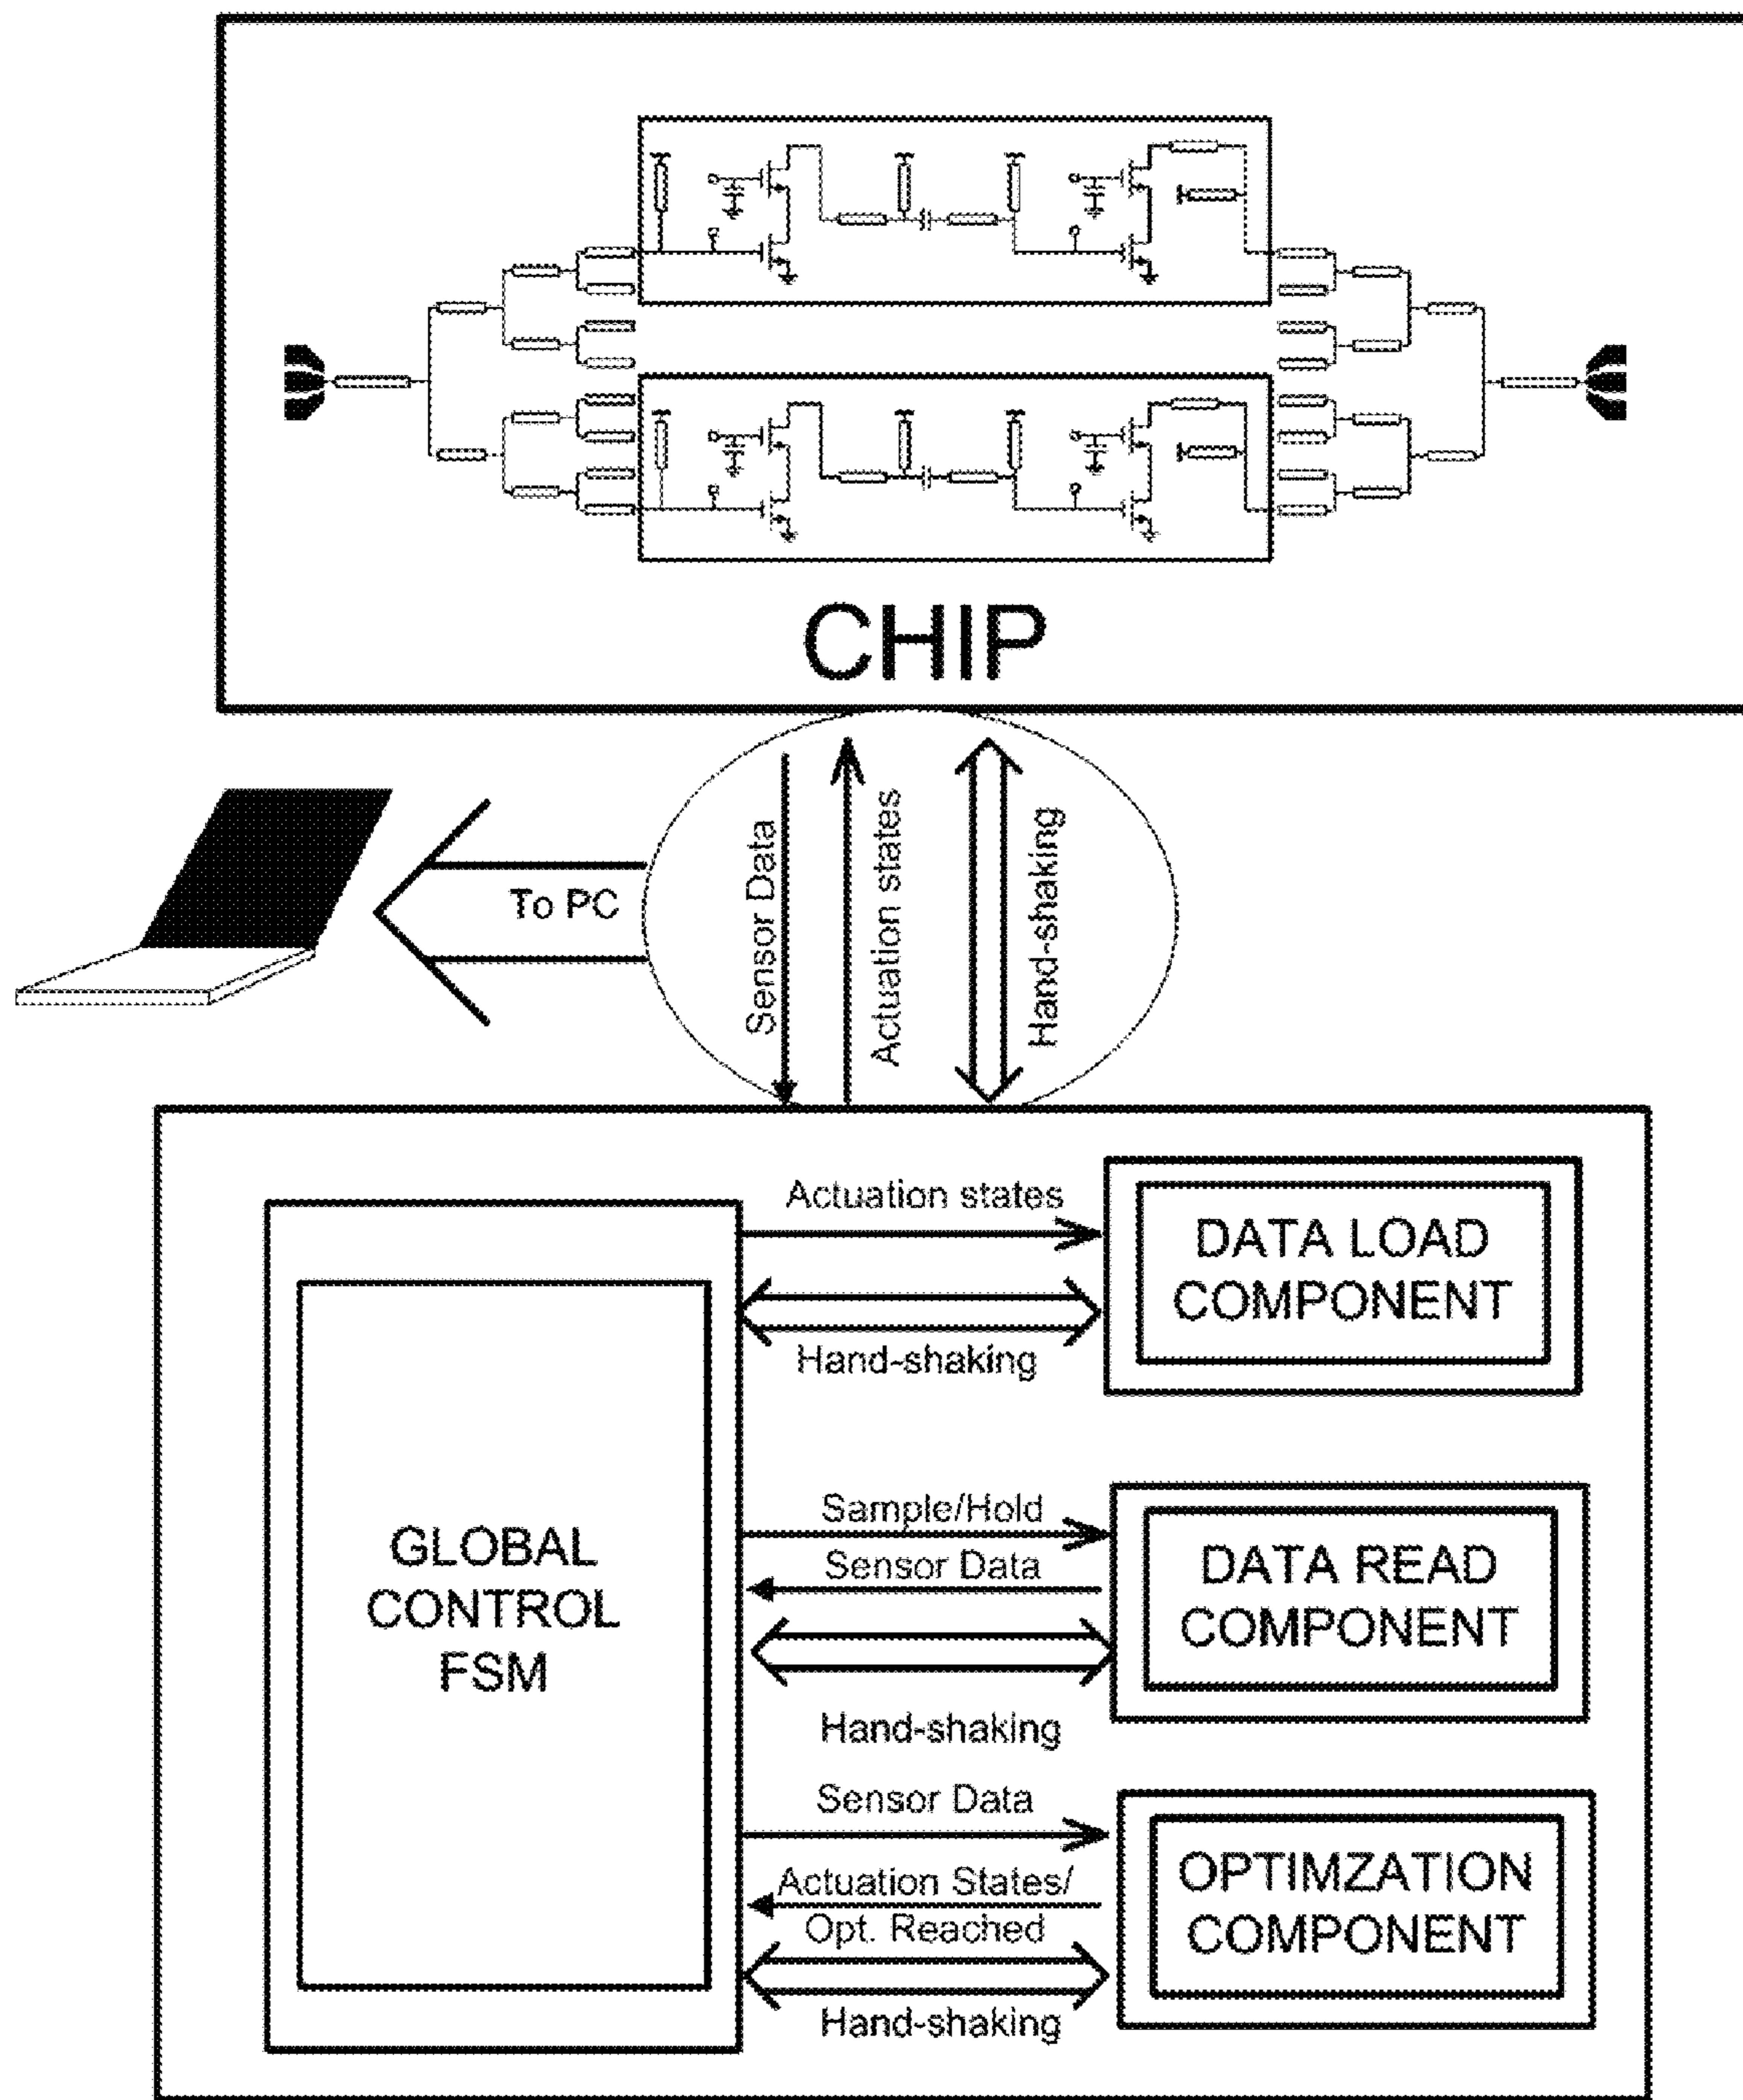 CHIP
To PC
Sensor Data
Actuation states
Hand-shaking
Actuation states
Hand-shaking
DATA LOAD
COMPONENT
GLOBAL
CONTROL
FSM
Sample/Hold
Sensor Data
Hand-shaking
DATA READ
COMPONENT
Sensor Data
Actuation States/
Opt. Reached
Hand-shaking
OPTIMZATION
COMPONENT